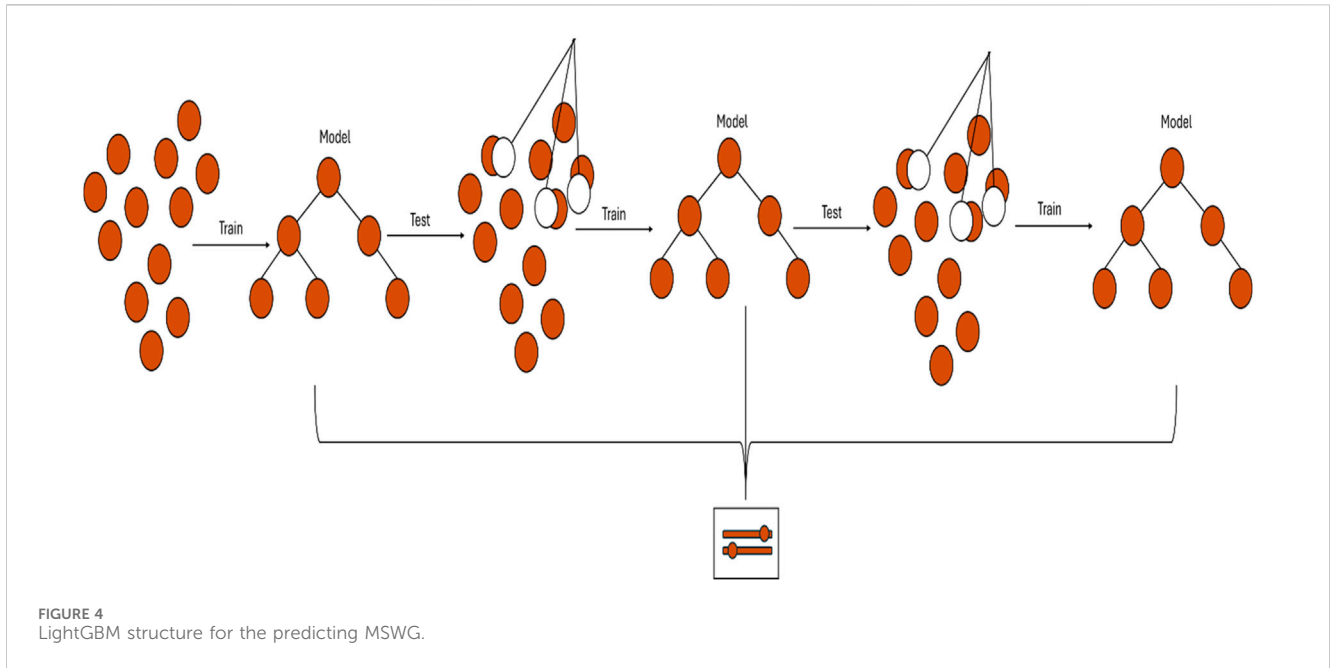 Model
Model
Model
Train
Test
Train
Test
Train
FIGURE 4
LightGBM structure for the predicting MSWG.